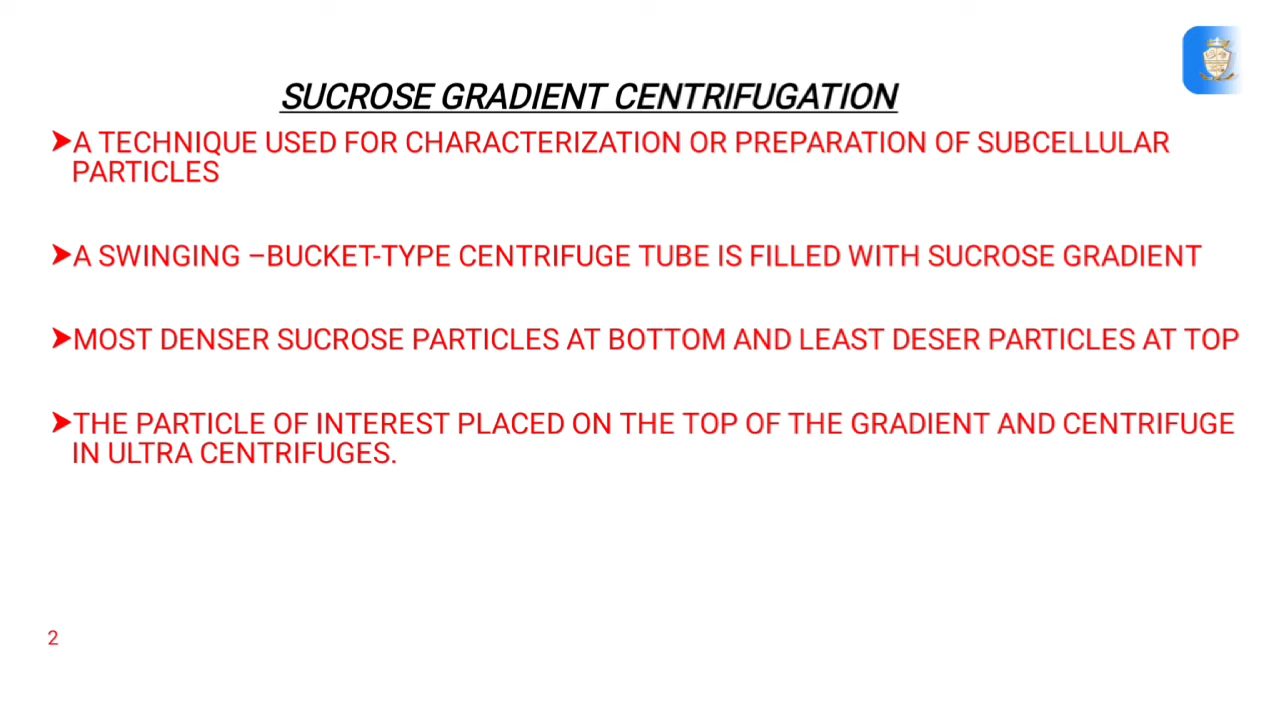 SUCROSE GRADIENT CENTRIFUGATION
➤A TECHNIQUE USED FOR CHARACTERIZATION OR PREPARATION OF SUBCELLULAR
PARTICLES
➤A SWINGING –BUCKET-TYPE CENTRIFUGE TUBE IS FILLED WITH SUCROSE GRADIENT
➤MOST DENSER SUCROSE PARTICLES AT BOTTOM AND LEAST DESER PARTICLES AT TOP
➤THE PARTICLE OF INTEREST PLACED ON THE TOP OF THE GRADIENT AND CENTRIFUGE
IN ULTRA CENTRIFUGES.
2